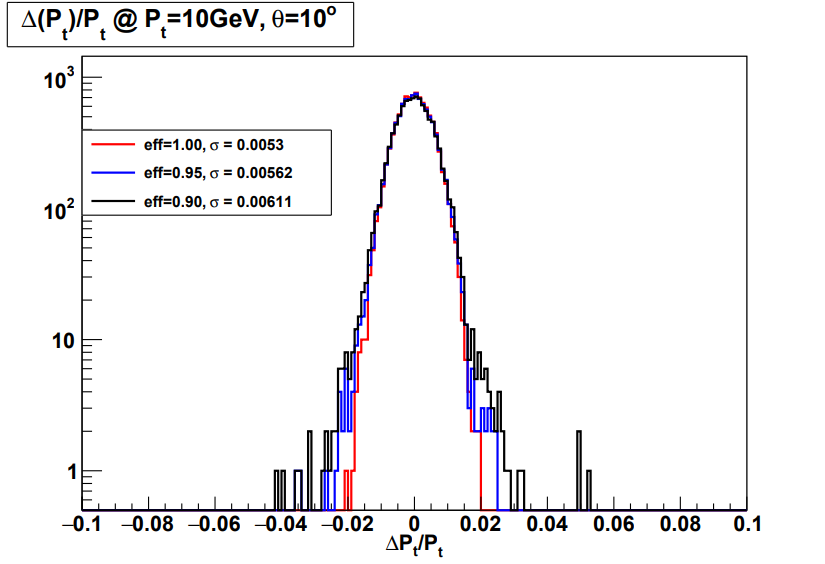 Δ(Pt)/Pt @ Pt=10GeV, θ=10°
10³
eff=1.00, σ = 0.0053
eff=0.95, σ = 0.00562
eff=0.90, σ = 0.00611
10²
10
1
−0.1 −0.08 −0.06 −0.04 −0.02 0 0.02 0.04 0.06 0.08 0.1
ΔPt/Pt